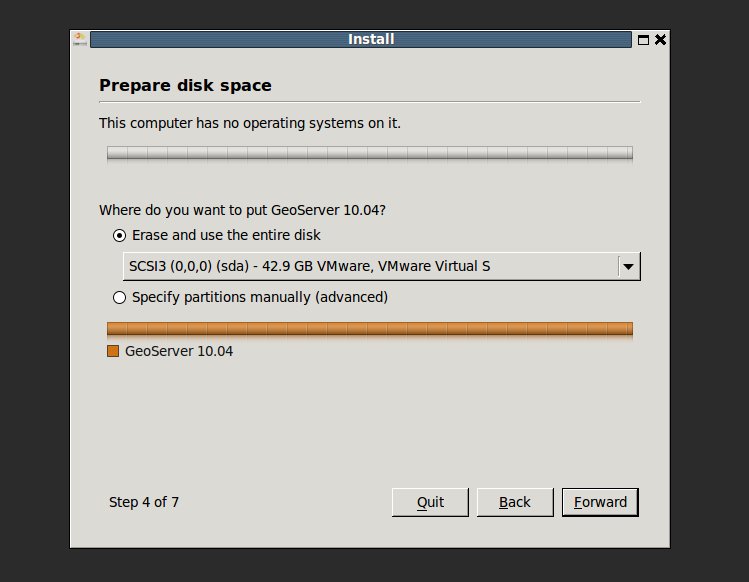 Install
Prepare disk space
This computer has no operating systems on it.
Where do you want to put GeoServer 10.04?
Erase and use the entire disk
SCSI3 (0,0,0) (sda) - 42.9 GB VMware, VMware Virtual S
Specify partitions manually (advanced)
GeoServer 10.04
Step 4 of 7 Quit Back Forward